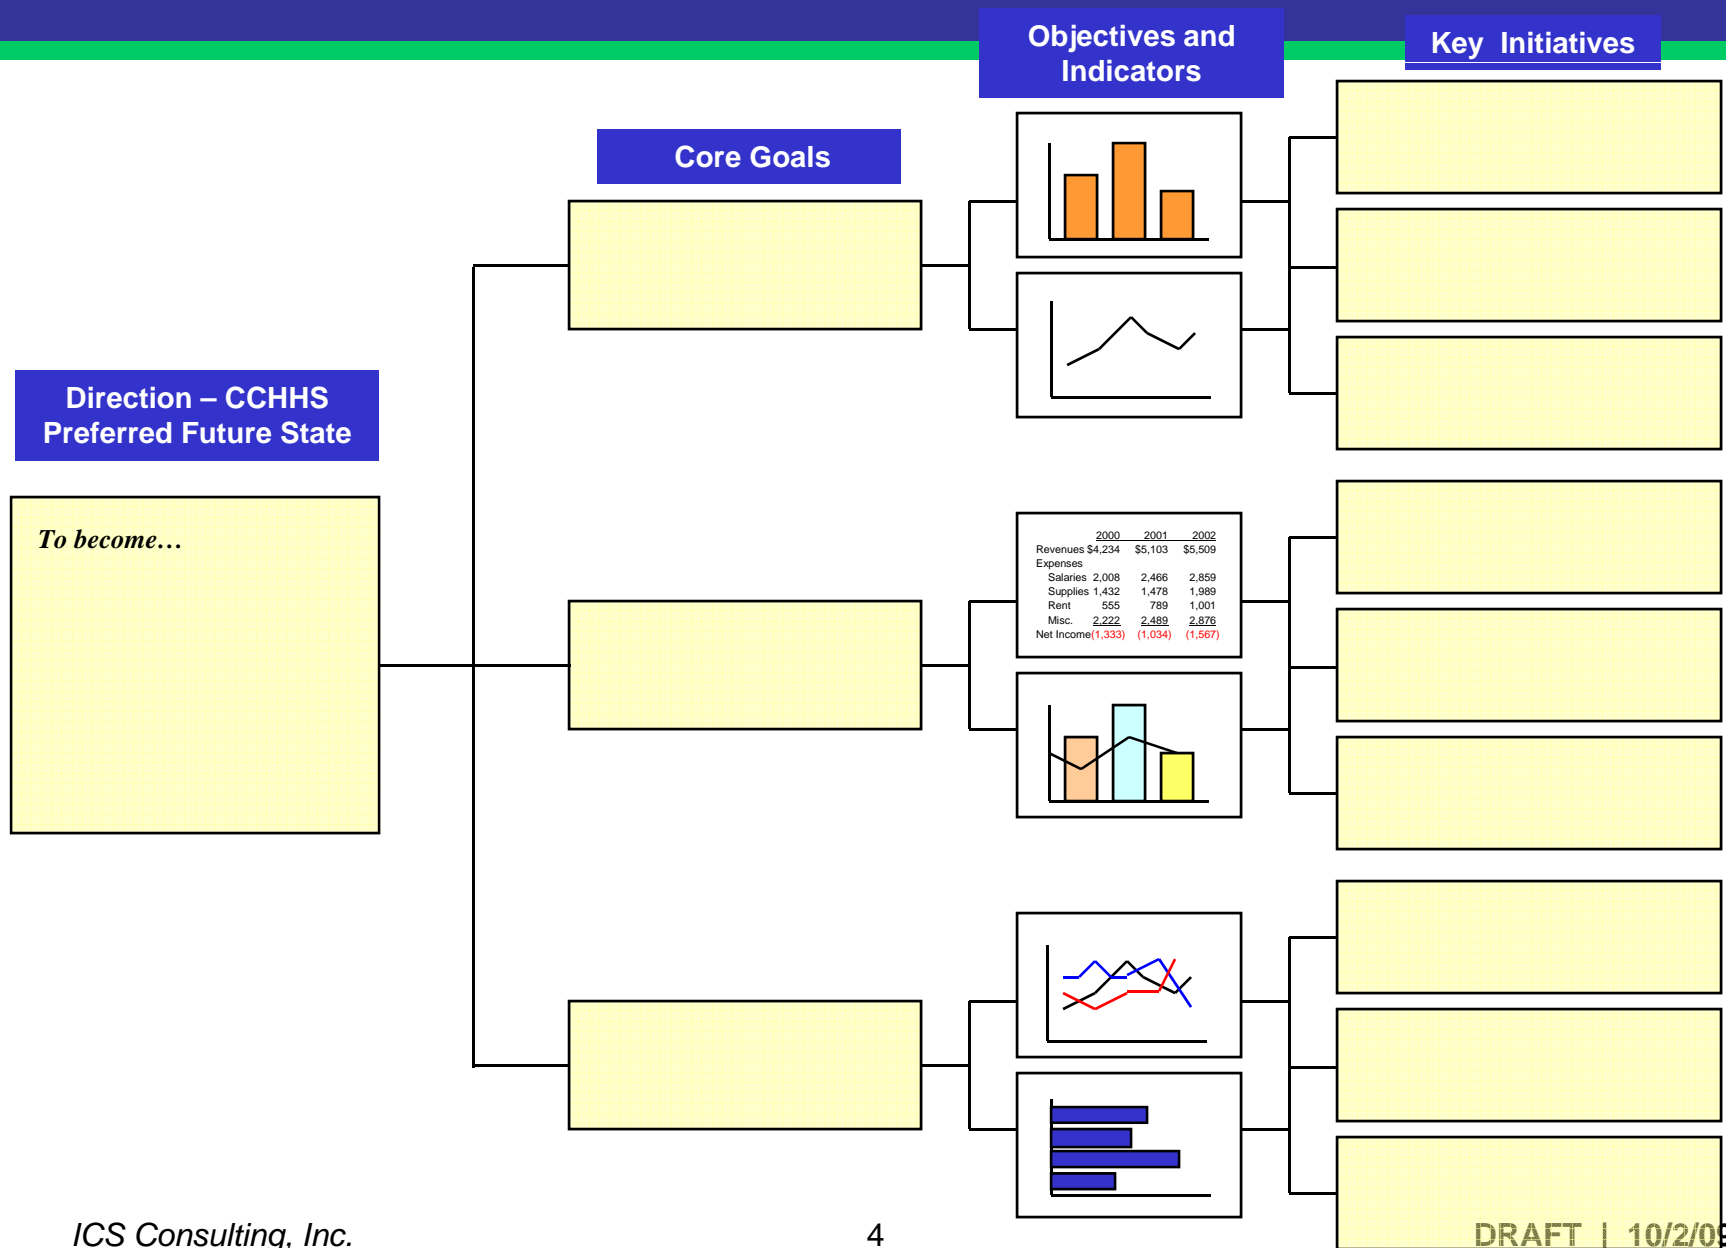 Objectives and
Indicators
Key Initiatives
Core Goals
Direction – CCHHS
Preferred Future State
To become…
2000 2001 2002
Revenues $4,234 $5,103 $5,509
Expenses
Salaries 2,008 2,466 2,859
Supplies 1,432 1,478 1,989
Rent 555 789 1,001
Misc. 2,222 2,489 2,876
Net Income (1,333) (1,034) (1,567)
ICS Consulting, Inc.
4
DRAFT | 10/2/09